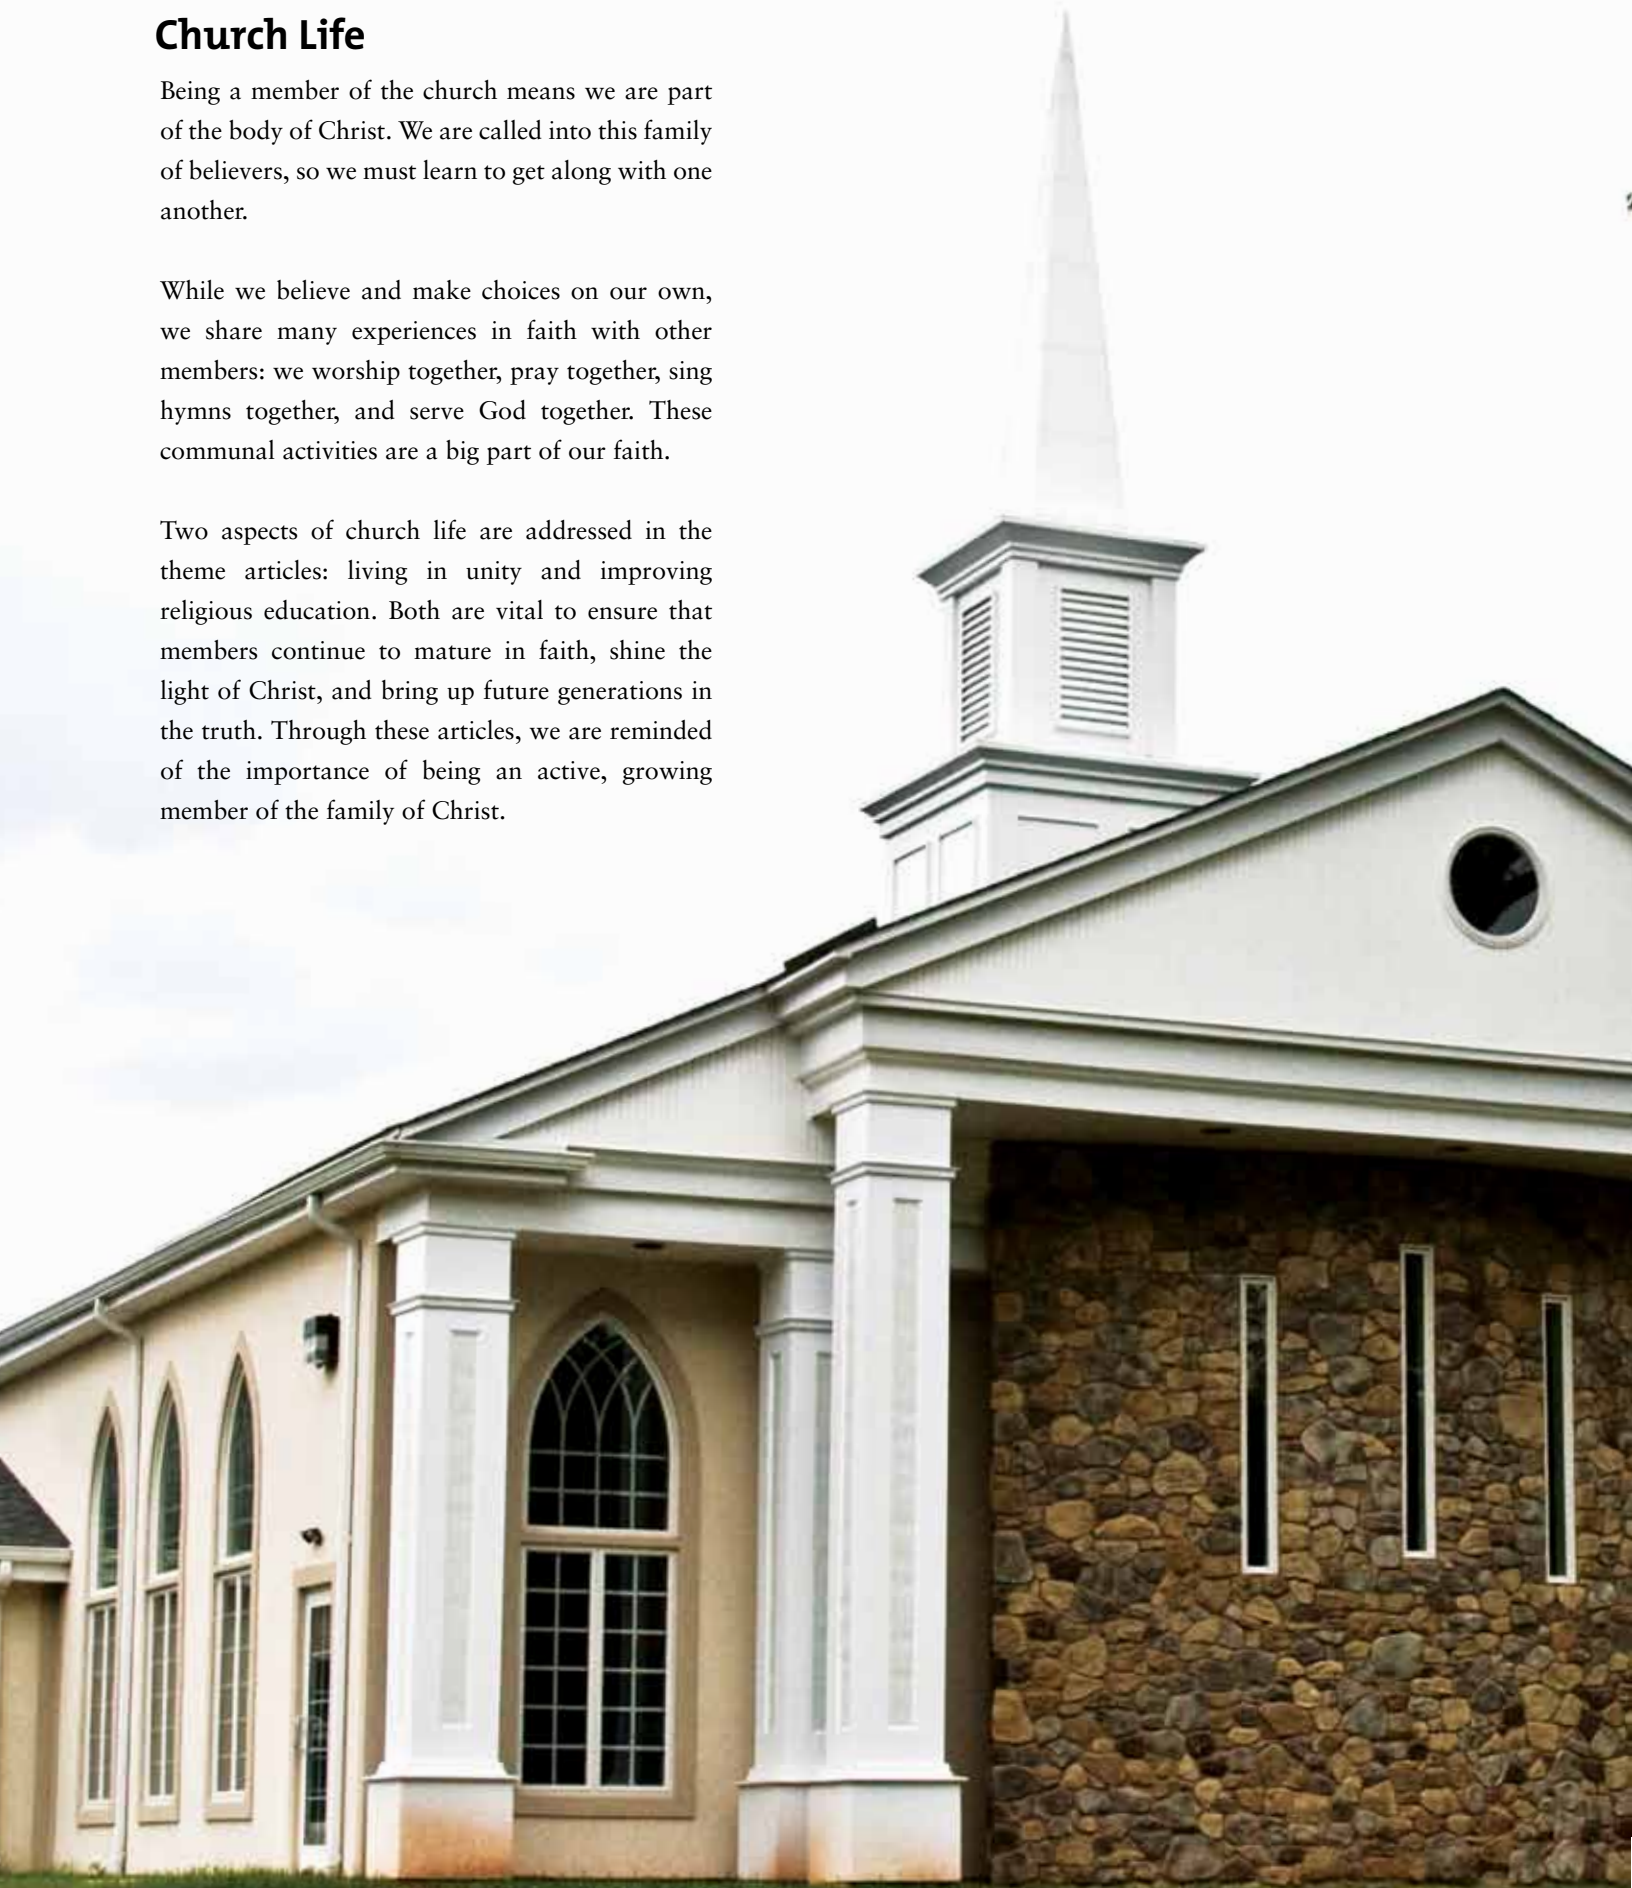 Church Life
Being a member of the church means we are part
of the body of Christ. We are called into this family
of believers, so we must learn to get along with one
another.
While we believe and make choices on our own,
we share many experiences in faith with other
members: we worship together, pray together, sing
hymns together, and serve God together. These
communal activities are a big part of our faith.
Two aspects of church life are addressed in the
theme articles: living in unity and improving
religious education. Both are vital to ensure that
members continue to mature in faith, shine the
light of Christ, and bring up future generations in
the truth. Through these articles, we are reminded
of the importance of being an active, growing
member of the family of Christ.